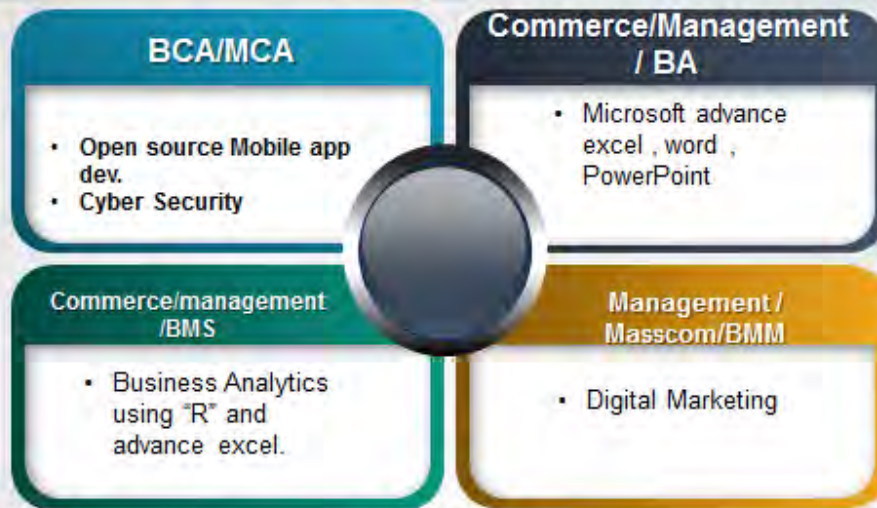 BCA/MCA
• Open source Mobile app
dev.
• Cyber Security
Commerce/Management
/ BA
• Microsoft advance
excel , word ,
PowerPoint
Commerce/management
/BMS
• Business Analytics
using “R” and
advance excel.
Management /
Masscom/BMM
• Digital Marketing